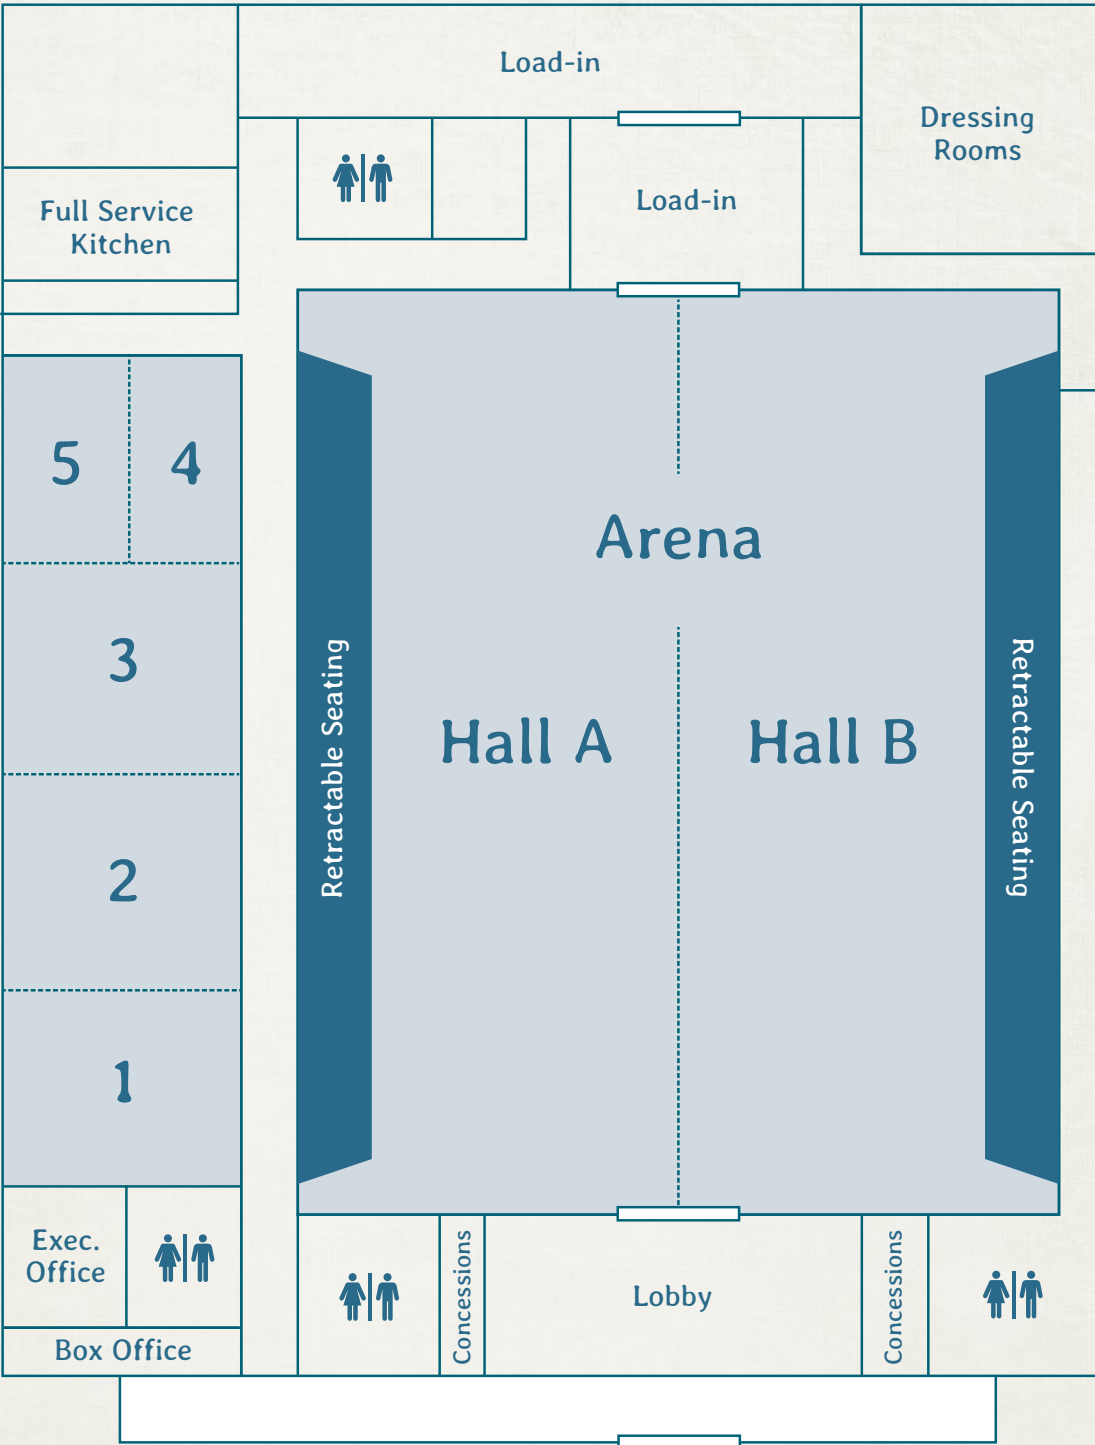 Load-in
Dressing
Rooms
Full Service
Kitchen
Load-in
5
4
Arena
3
Retractable Seating
Retractable Seating
Hall A
Hall B
2
1
Exec.
Office
Concessions
Lobby
Concessions
Box Office